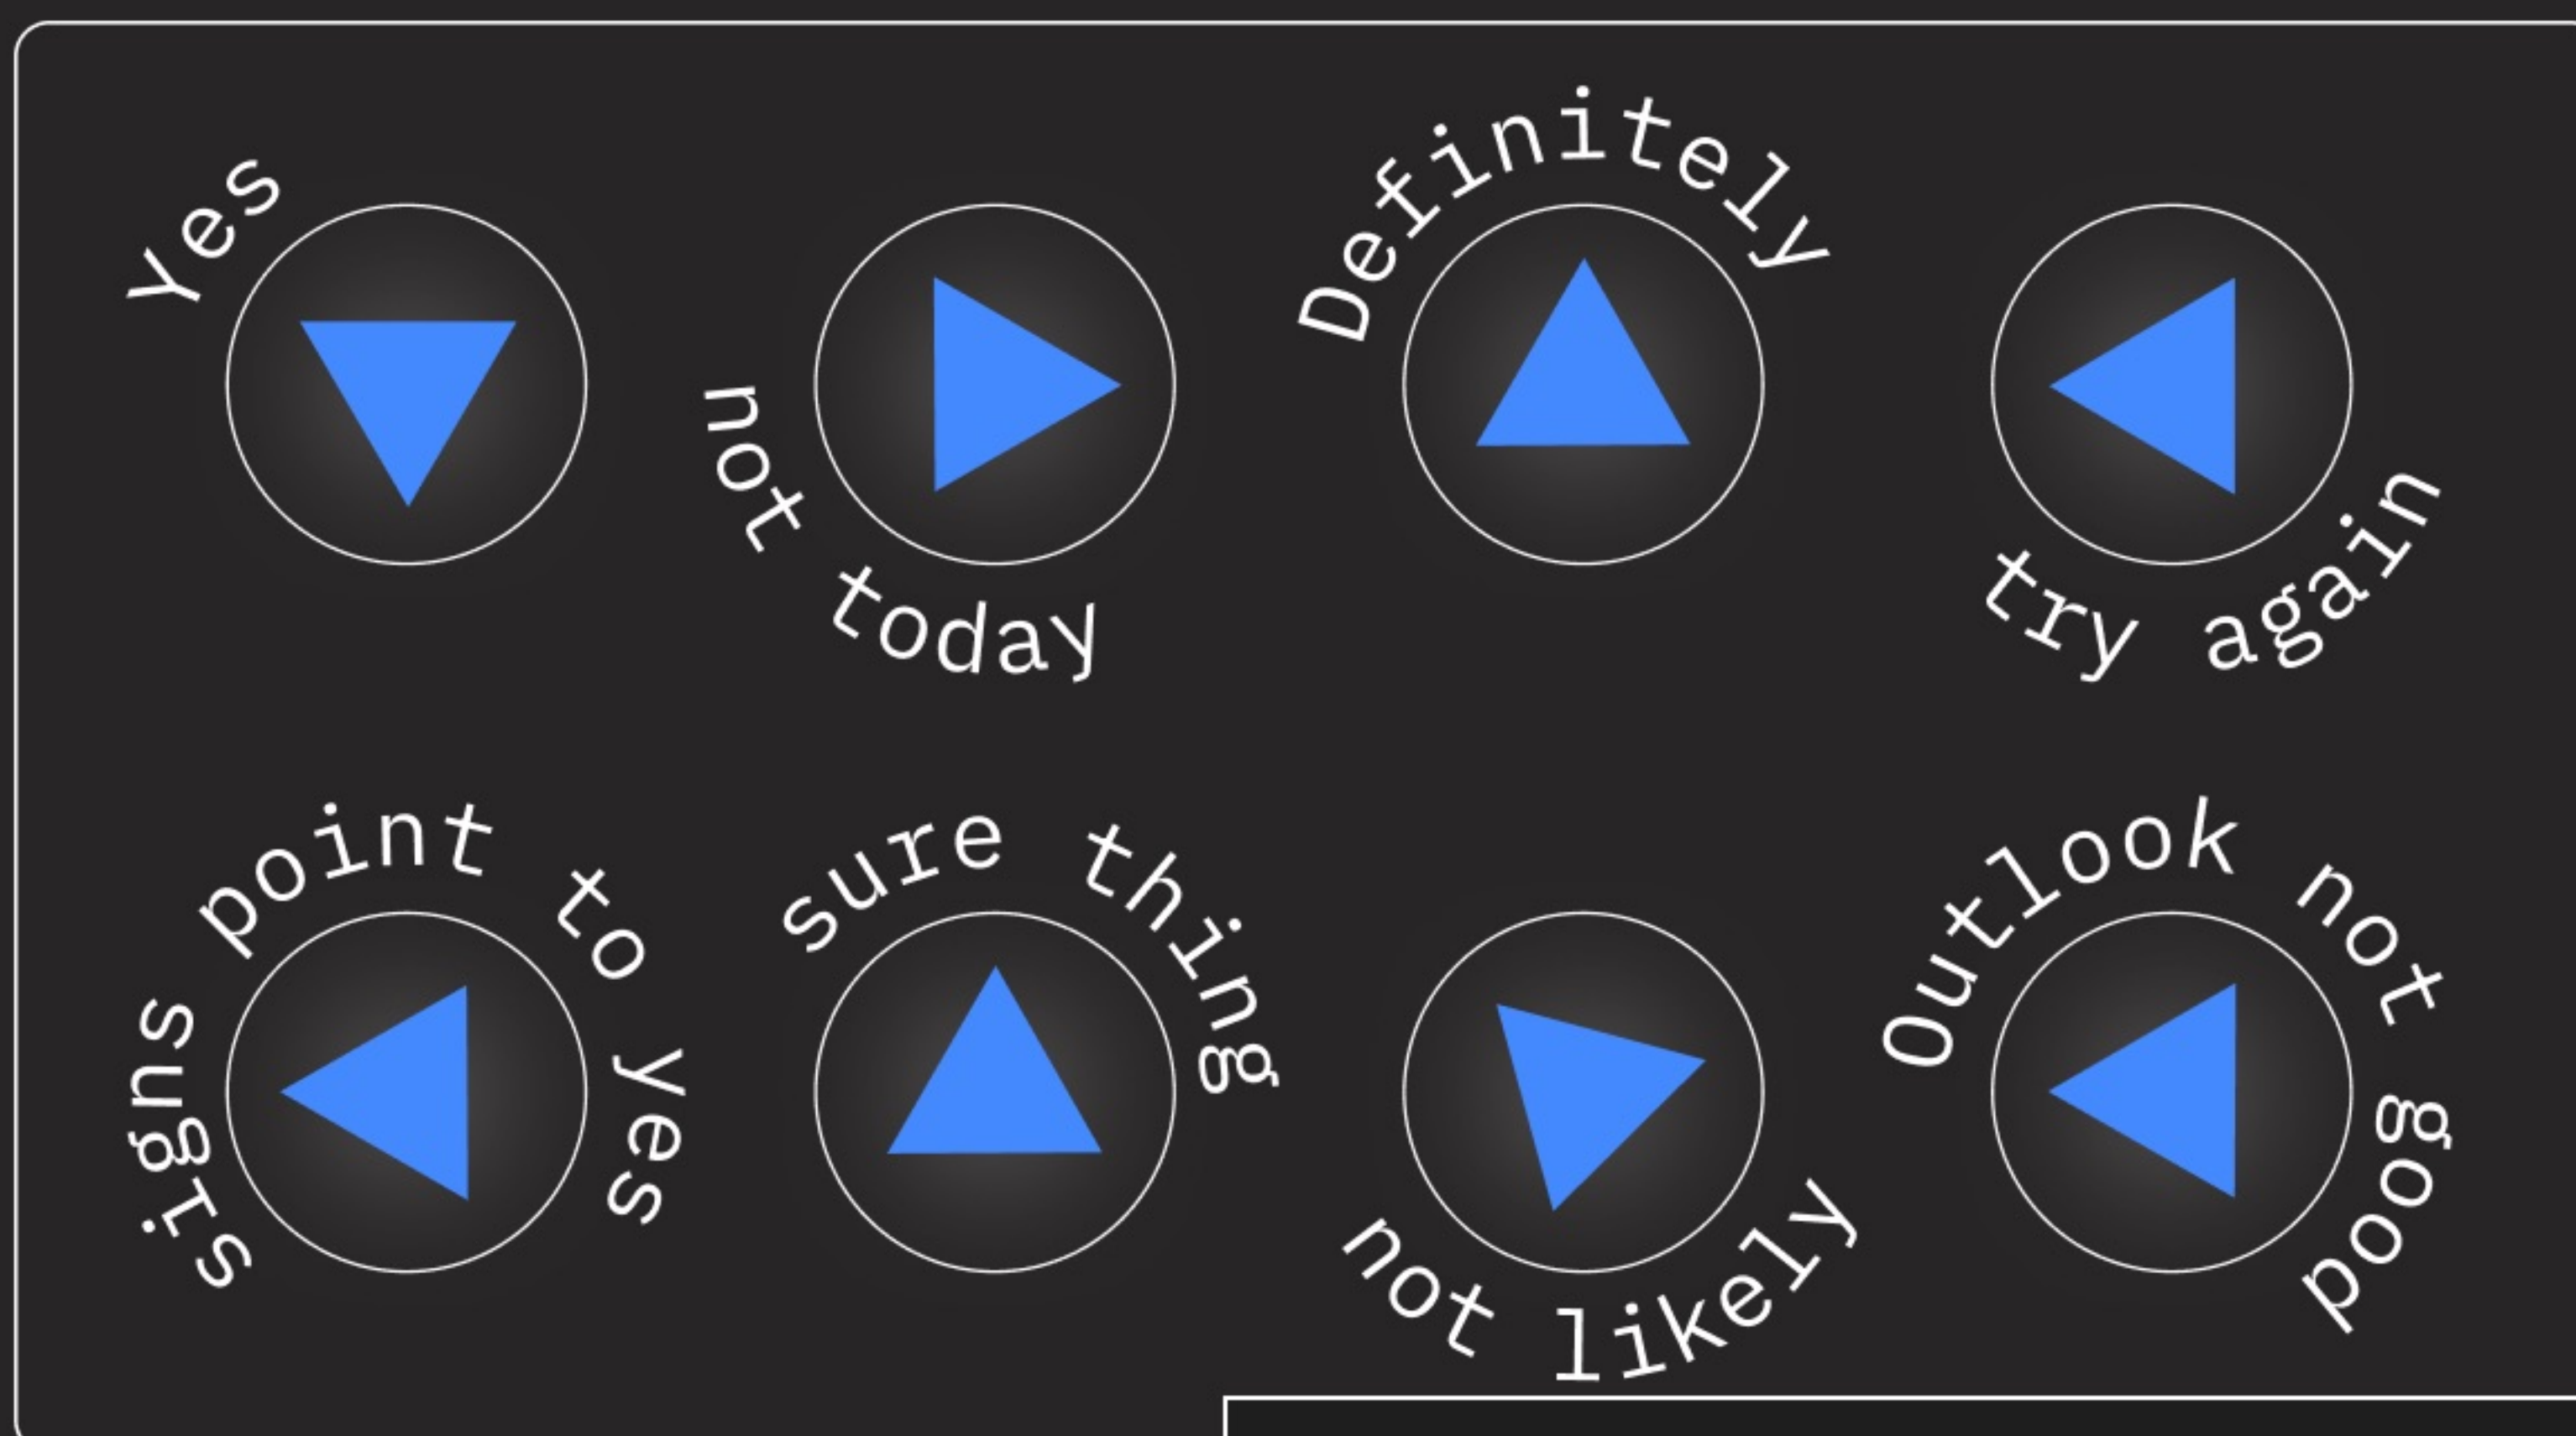 Yes
not today
Definitely
try again
signs point to yes
sure thing
not likely
Outlook not good